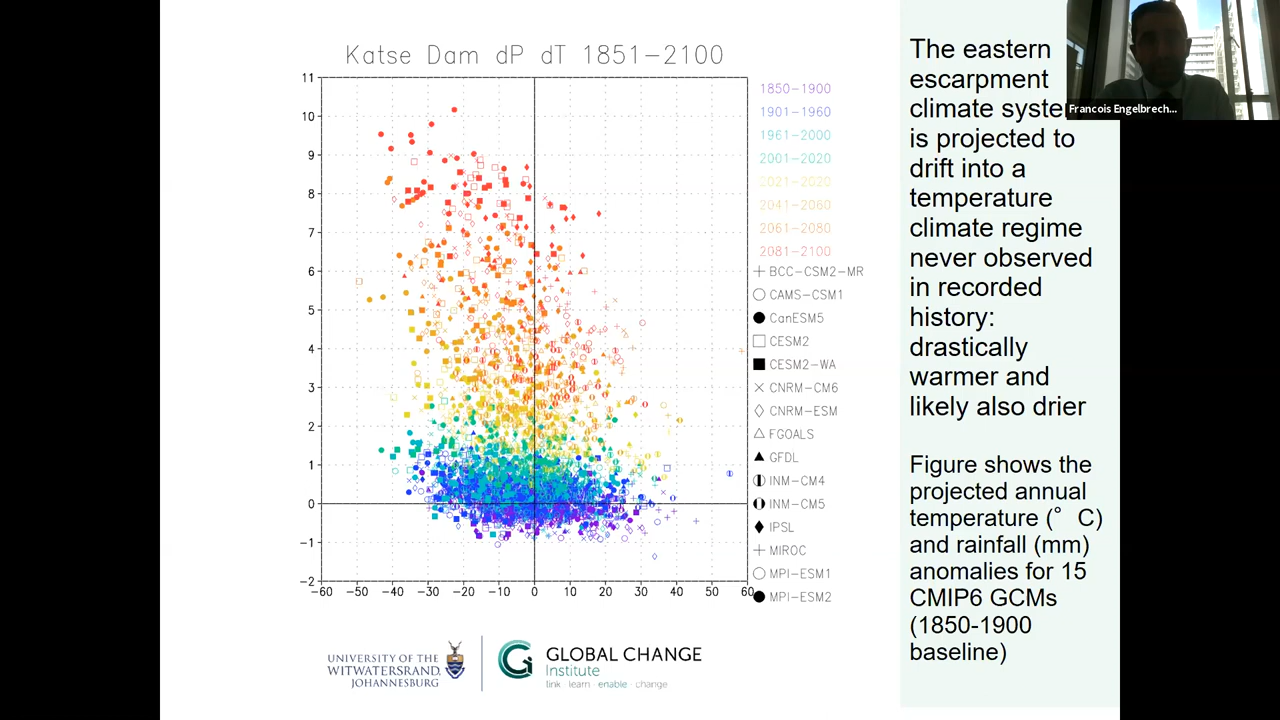 Katse Dam dP dT 1851-2100
11
10
9
8
7
6
5
4
3
2
1
0
-1
-2
-60
-50
-40
-30
-20
-10
0
10
20
30
40
50
60
1850-1900
1901-1960
1961-2000
2001-2020
2021-2020
2041-2060
2061-2080
2081-2100
BCC-CSM2-MR
CAMS-CSM1
CanESM5
CESM2
CESM2-WA
CNRM-CM6
CNRM-ESM
FGOALS
GFDL
INM-CM4
INM-CM5
IPSL
MIROC
MPI-ESM1
MPI-ESM2
The eastern
escarpment
climate syste
is projected to
drift into a
temperature
climate regime
never observed
in recorded
history:
drastically
warmer and
likely also drier
Figure shows the
projected annual
temperature (° C)
and rainfall (mm)
anomalies for 15
CMIP6 GCMs
(1850-1900
baseline)
Francois Engelbrech...
UNIVERSITY OF THE
WITWATERSRAND,
JOHANNESBURG
GLOBAL CHANGE
Institute
link · learn · enable · change